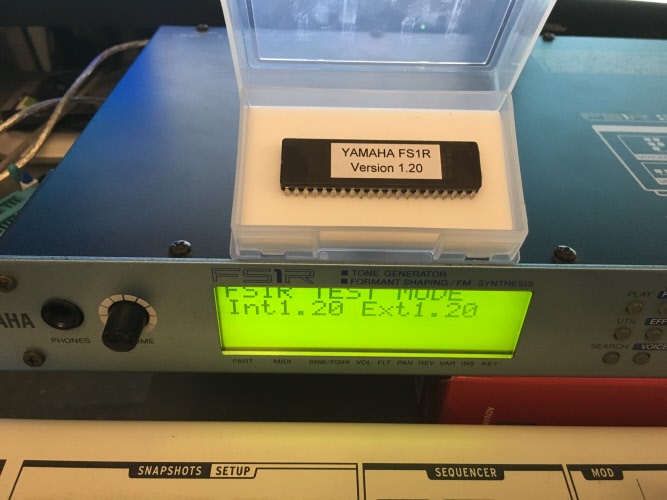 YAMAHA FS1R
Version 1.20
FS1R
■ TONE GENERATOR
■ FORMANT SHAPING/FM SYNTHESIS
FS1R TEST MODE
Int1.20 Ext1.20
PHONES
PLAY
UTIL
SEARCH
VOICE
PART MIDI BANK/PGM# VOL FLT PAN REV VAR INS KEY
SNAPSHOTS SETUP
SEQUENCER
MOD